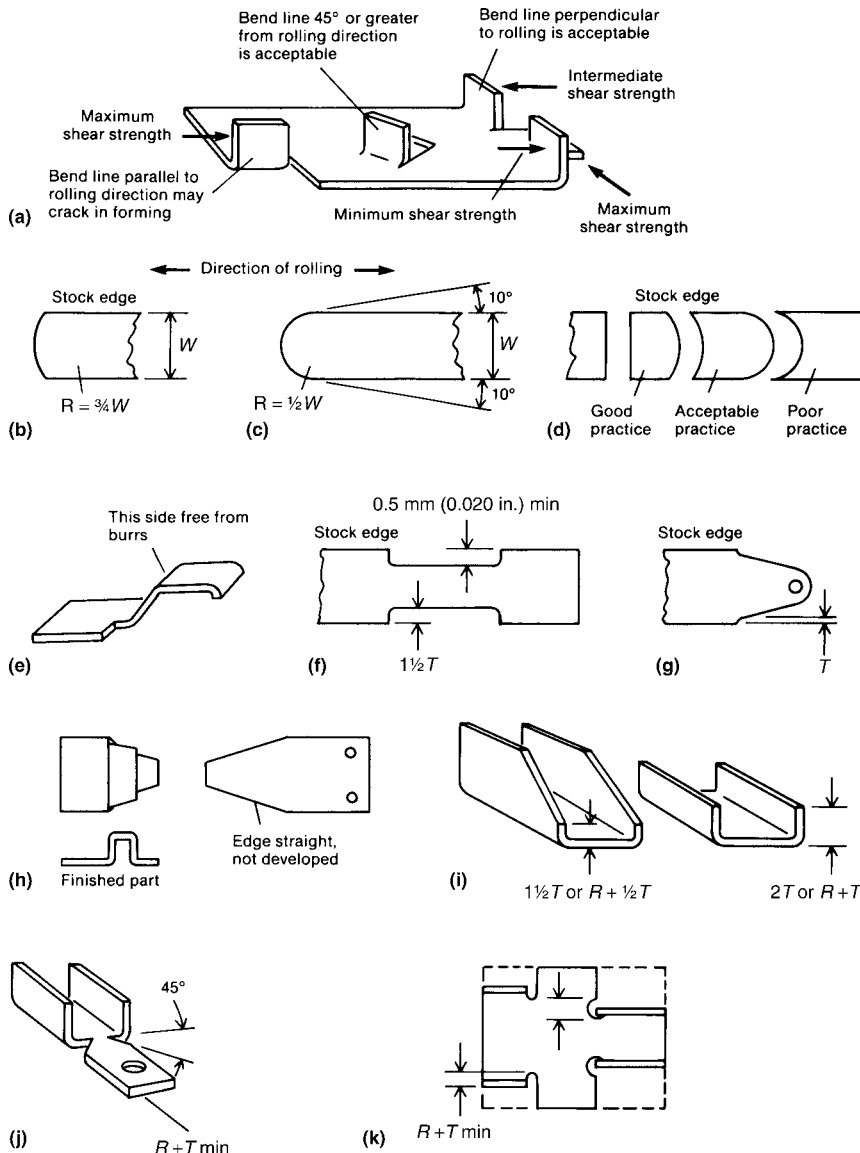 Bend line 45° or greater
from rolling direction
is acceptable
Bend line perpendicular
to rolling is acceptable
Intermediate
shear strength
Maximum
shear strength
Bend line parallel to
rolling direction may
crack in forming
Minimum shear strength
Maximum
shear strength
(a)
Direction of rolling
Stock edge
W
R = ¾W
(b)
10°
W
10°
R = ½W
(c)
Stock edge
Good
practice
Acceptable
practice
Poor
practice
(d)
This side free from
burrs
(e)
0.5 mm (0.020 in.) min
Stock edge
1½T
(f)
Stock edge
T
(g)
Edge straight,
not developed
Finished part
(h)
1½T or R + ½T
2T or R+T
(i)
45°
R+T min
(j)
R+T min
(k)